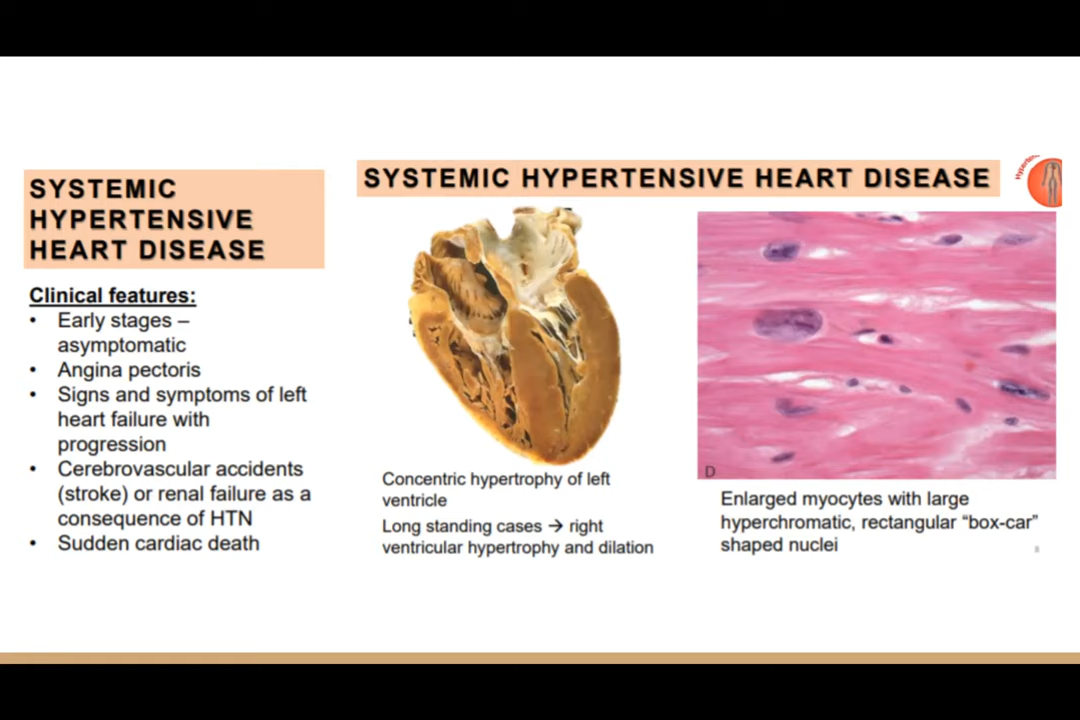 SYSTEMIC
HYPERTENSIVE
HEART DISEASE
Clinical features:
• Early stages –
asymptomatic
• Angina pectoris
• Signs and symptoms of left
heart failure with
progression
• Cerebrovascular accidents
(stroke) or renal failure as a
consequence of HTN
• Sudden cardiac death
SYSTEMIC HYPERTENSIVE HEART DISEASE
Concentric hypertrophy of left
ventricle
Long standing cases → right
ventricular hypertrophy and dilation
D
Enlarged myocytes with large
hyperchromatic, rectangular “box-car”
shaped nuclei